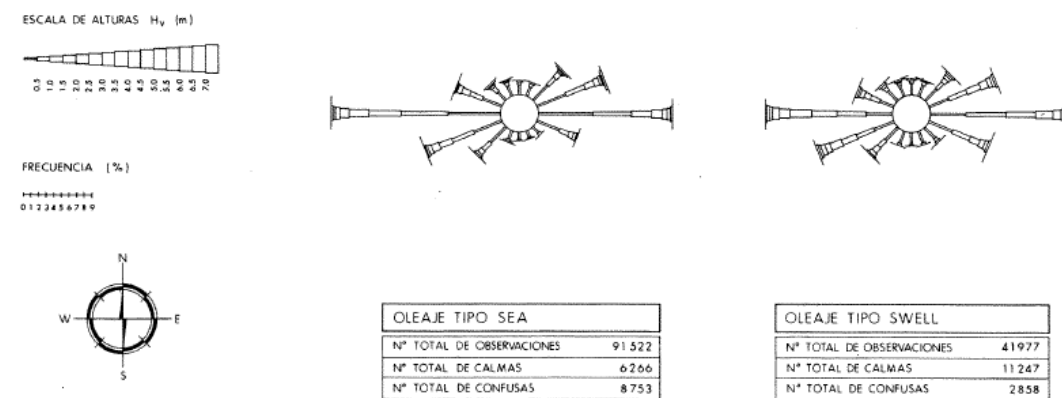 ESCALA DE ALTURAS Hv (m)
0.5 1.0 1.5 2.0 2.5 3.0 3.5 4.0 4.5 5.0 5.5 6.0 6.5 7.0
FRECUENCIA (%)
0 1 2 3 4 5 6 7 8 9
N
W E
S
OLEAJE TIPO SEA
Nº TOTAL DE OBSERVACIONES 91522
Nº TOTAL DE CALMAS 6266
Nº TOTAL DE CONFUSAS 8753
OLEAJE TIPO SWELL
Nº TOTAL DE OBSERVACIONES 41977
Nº TOTAL DE CALMAS 11247
Nº TOTAL DE CONFUSAS 2858